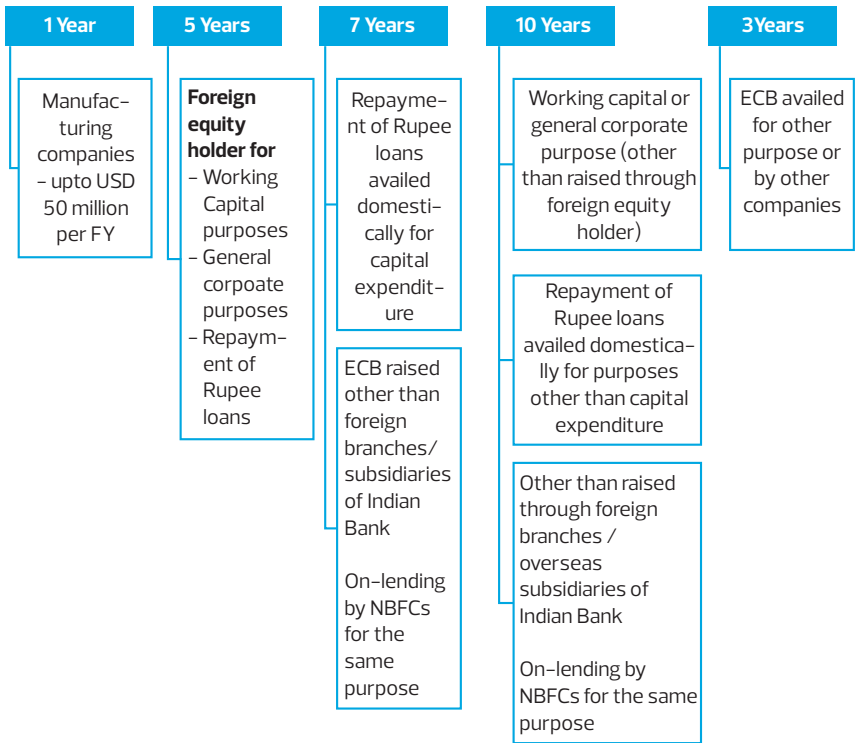 1 Year
Manufac-
turing
companies
– upto USD
50 million
per FY
5 Years
Foreign
equity
holder for
– Working
Capital
purposes
– General
corpoate
purposes
– Repaym-
ent of
Rupee
loans
7 Years
Repayme-
nt of Rupee
loans
availed
domesti-
cally for
capital
expendit-
ure
ECB raised
other than
foreign
branches/
subsidiaries
of Indian
Bank
On-lending
by NBFCs
for the
same
purpose
10 Years
Working capital or
general corporate
purpose (other
than raised through
foreign equity
holder)
Repayment of
Rupee loans
availed domestica-
lly for purposes
other than capital
expenditure
Other than raised
through foreign
branches /
overseas
subsidiaries of
Indian Bank
On-lending by
NBFCs for the same
purpose
3Years
ECB availed
for other
purpose or
by other
companies